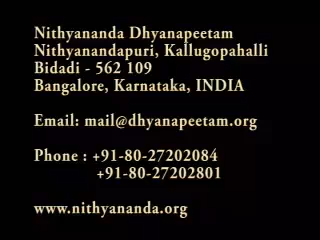 Nithyananda Dhyanapeetam
Nithyanandapuri, Kallugopahalli
Bidadi - 562 109
Bangalore, Karnataka, INDIA
Email: mail@dhyanapeetam.org
Phone : +91-80-27202084
+91-80-27202801
www.nithyananda.org